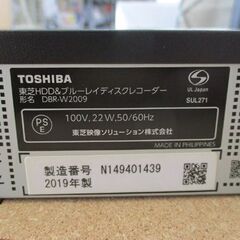 TOSHIBA
東芝HDD&ブルーレイディスクレコーダー
形名 DBR-W2009
UL Japan
SUL271
PS
E
100V, 22W, 50/60Hz
東芝映像ソリューション株式会社
MADE IN PHILIPPINES
製造番号 N149401439
2019年製